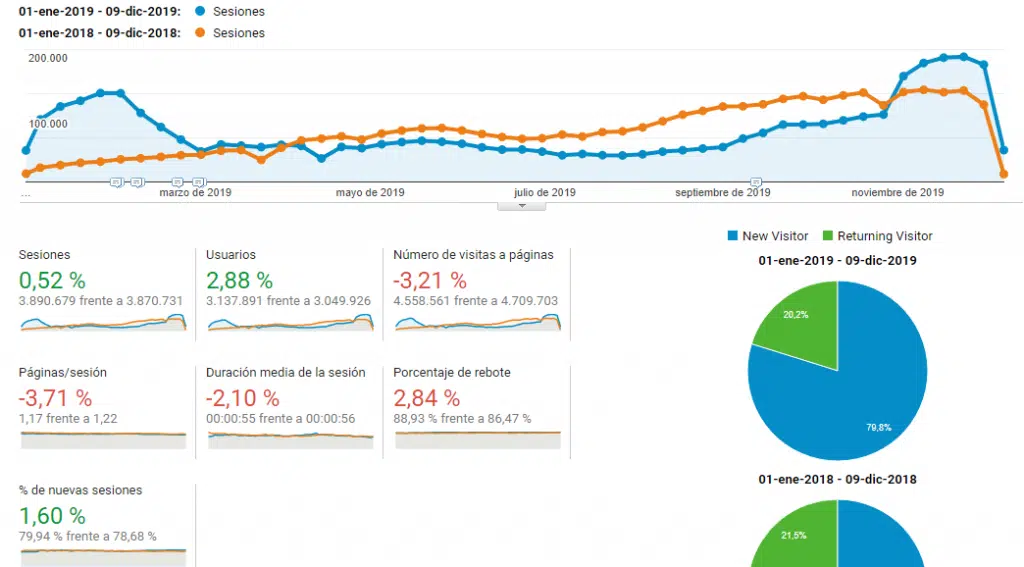 01-ene-2019 - 09-dic-2019: Sesiones
01-ene-2018 - 09-dic-2018: Sesiones
200.000
100.000
... marzo de 2019 mayo de 2019 julio de 2019 septiembre de 2019 noviembre de 2019
New Visitor Returning Visitor
01-ene-2019 - 09-dic-2019
Sesiones
0,52 %
3.890.679 frente a 3.870.731
Usuarios
2,88 %
3.137.891 frente a 3.049.926
Número de visitas a páginas
-3,21 %
4.558.561 frente a 4.709.703
20,2%
79,8%
Páginas/sesión
-3,71 %
1,17 frente a 1,22
Duración media de la sesión
-2,10 %
00:00:55 frente a 00:00:56
Porcentaje de rebote
2,84 %
88,93 % frente a 86,47 %
01-ene-2018 - 09-dic-2018
21,5%
% de nuevas sesiones
1,60 %
79,94 % frente a 78,68 %